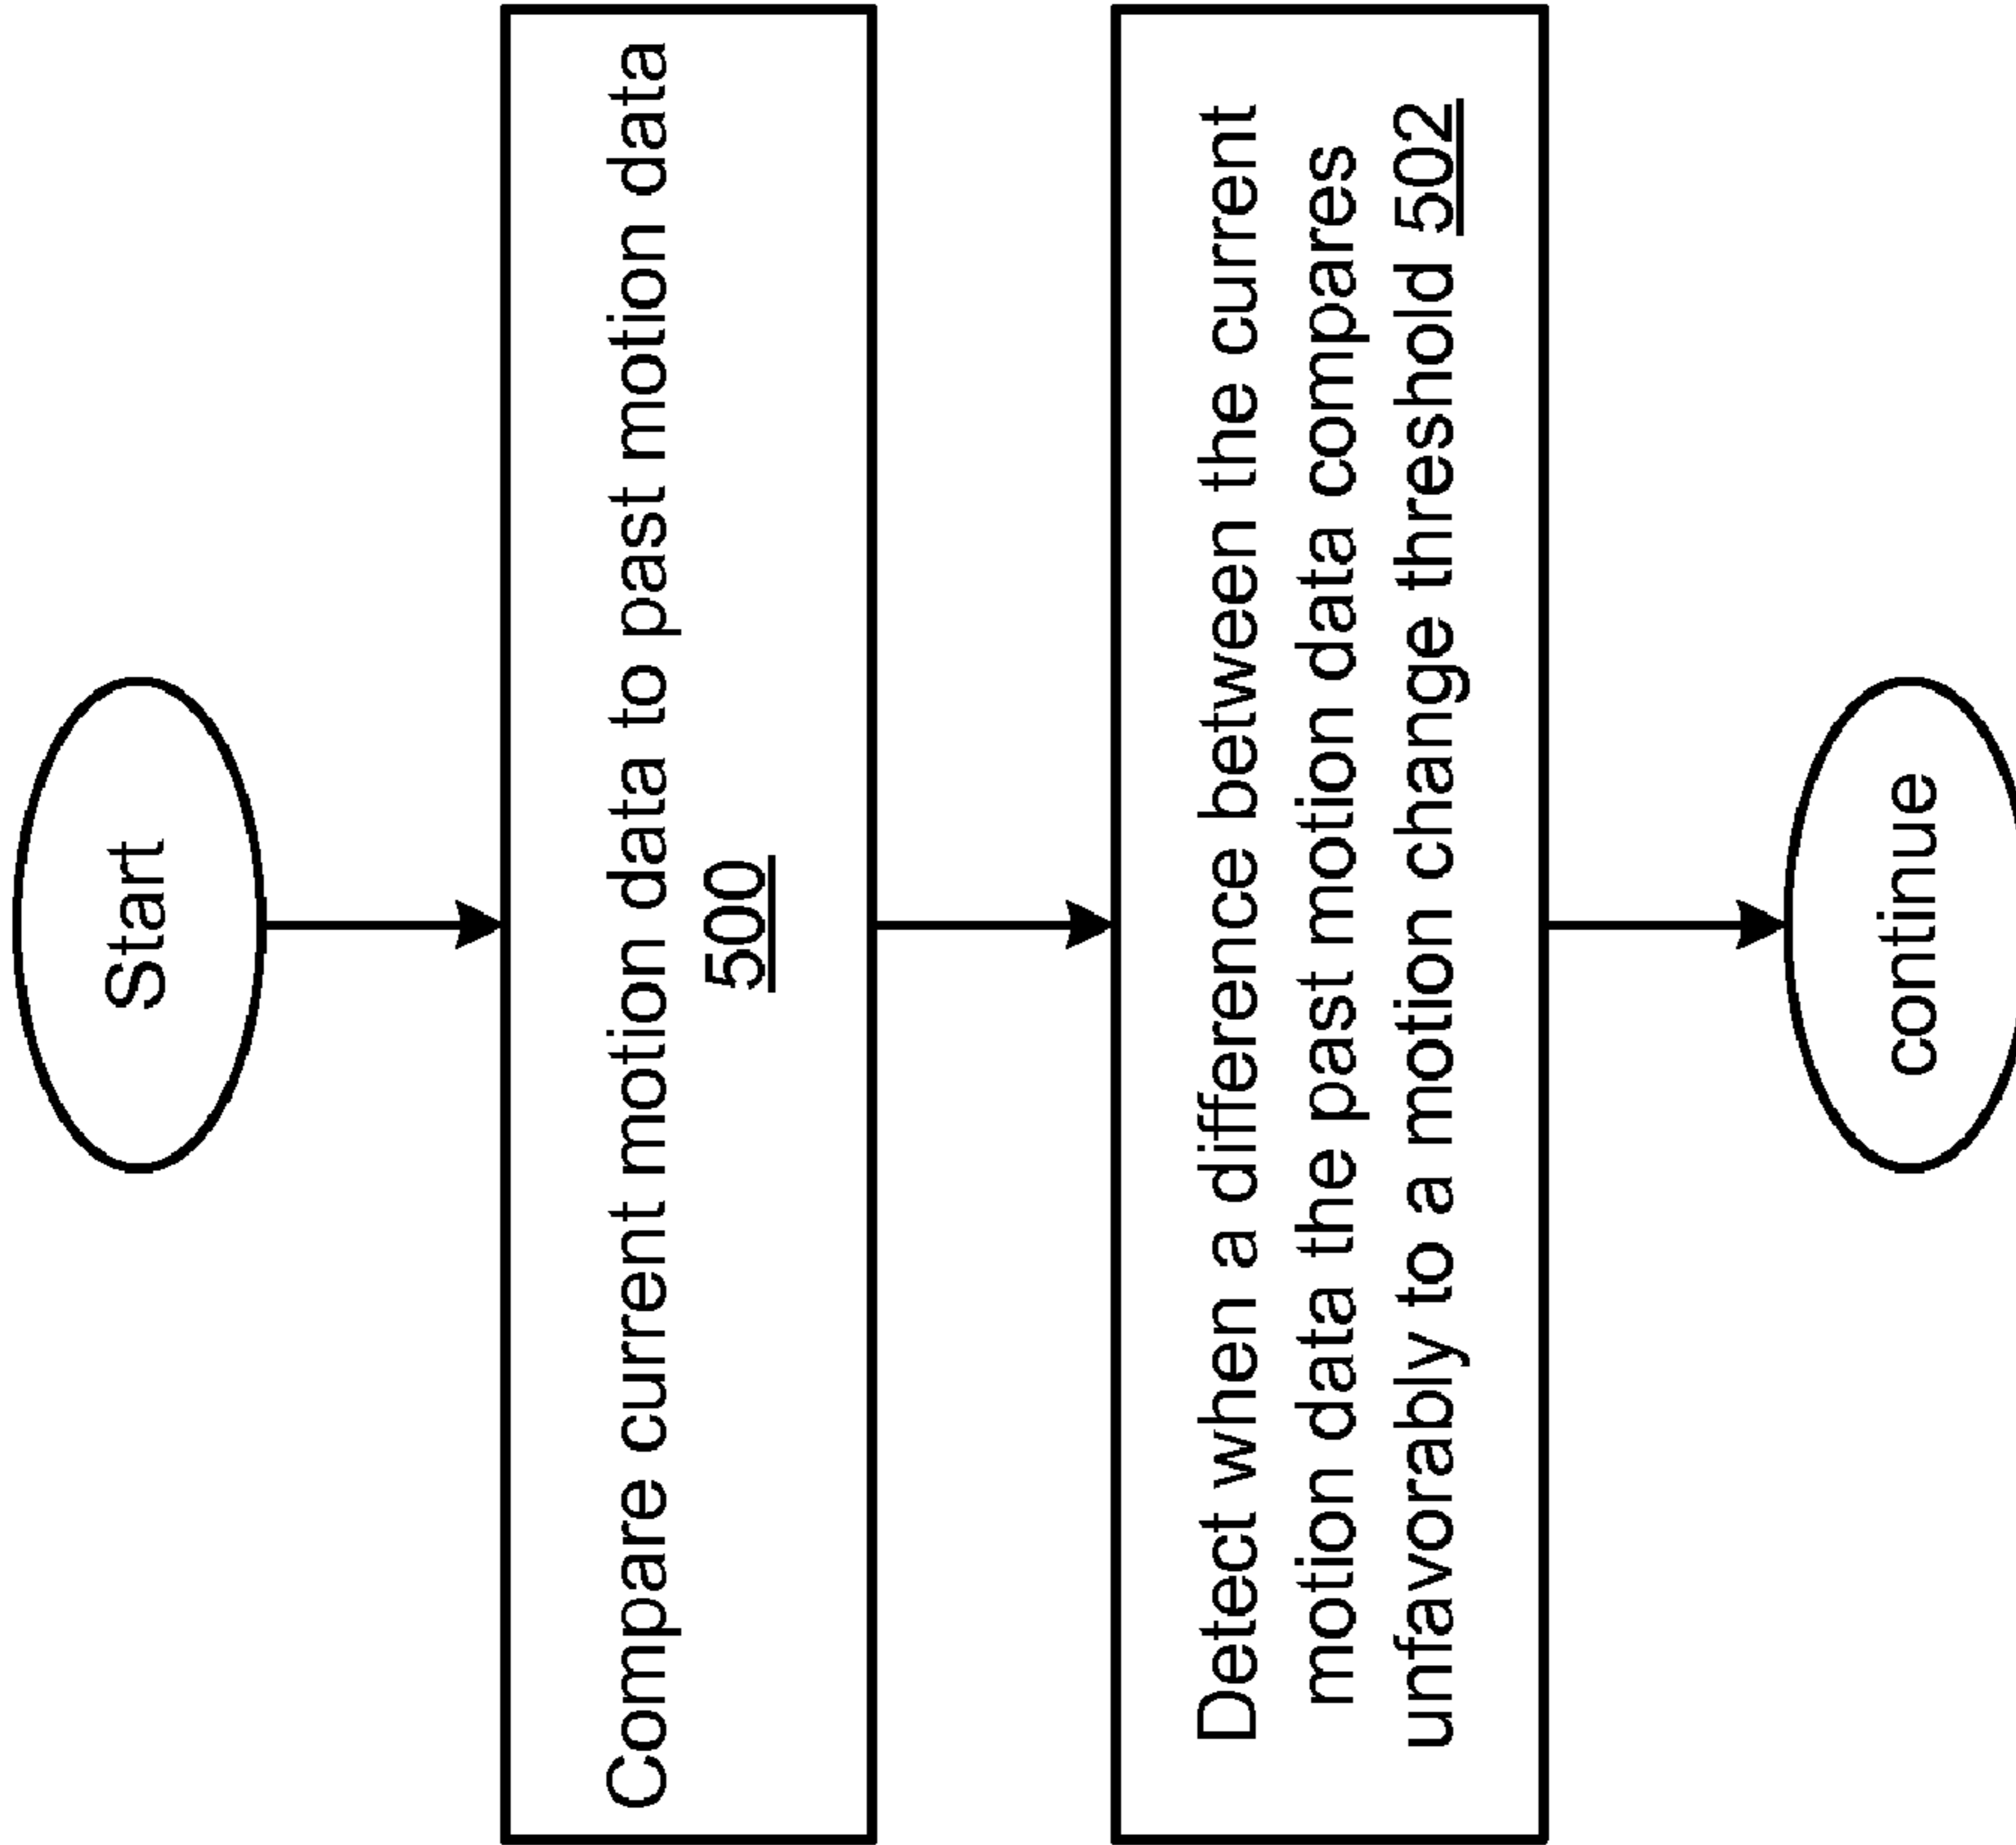 Start
Compare current motion data to past motion data
500
Detect when a difference between the current
motion data the past motion data compares
unfavorably to a motion change threshold 502
continue